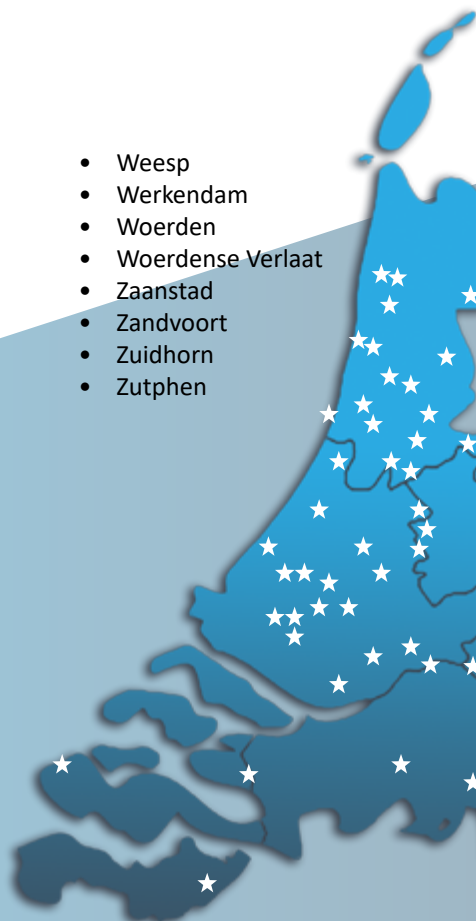 • Weesp
• Werkendam
• Woerden
• Woerdense Verlaat
• Zaanstad
• Zandvoort
• Zuidhorn
• Zutphen